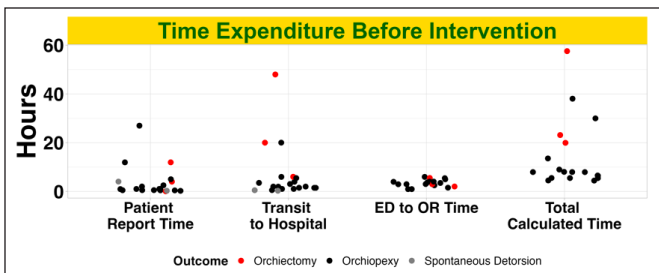 Time Expenditure Before Intervention
Hours
60
40
20
0
Patient
Report Time
Transit
to Hospital
ED to OR Time
Total
Calculated Time
Outcome Orchiectomy Orchiopexy Spontaneous Detorsion